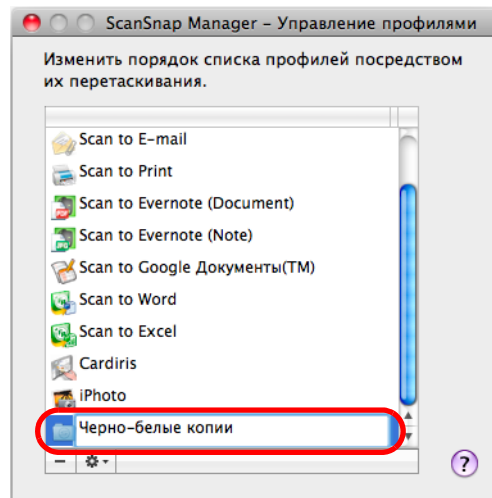 ScanSnap Manager – Управление профилями
Изменить порядок списка профилей посредством
их перетаскивания.
Scan to E-mail
Scan to Print
Scan to Evernote (Document)
Scan to Evernote (Note)
Scan to Google Документы(TM)
Scan to Word
Scan to Excel
Cardiris
iPhoto
Черно-белые копии